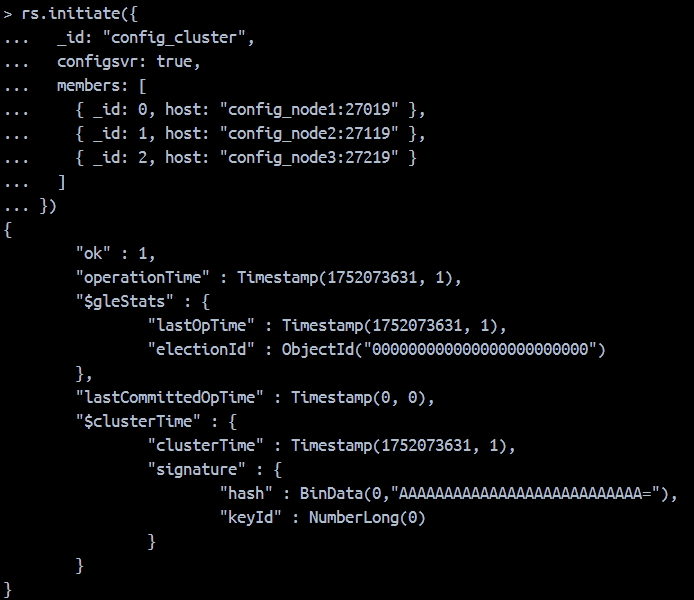 > rs.initiate({
...   _id: "config_cluster",
...   configsvr: true,
...   members: [
...     { _id: 0, host: "config_node1:27019" },
...     { _id: 1, host: "config_node2:27119" },
...     { _id: 2, host: "config_node3:27219" }
...   ]
... })
{
        "ok" : 1,
        "operationTime" : Timestamp(1752073631, 1),
        "$gleStats" : {
                "lastOpTime" : Timestamp(1752073631, 1),
                "electionId" : ObjectId("000000000000000000000000")
        },
        "lastCommittedOpTime" : Timestamp(0, 0),
        "$clusterTime" : {
                "clusterTime" : Timestamp(1752073631, 1),
                "signature" : {
                        "hash" : BinData(0,"AAAAAAAAAAAAAAAAAAAAAAAAAAA="),
                        "keyId" : NumberLong(0)
                }
        }
}